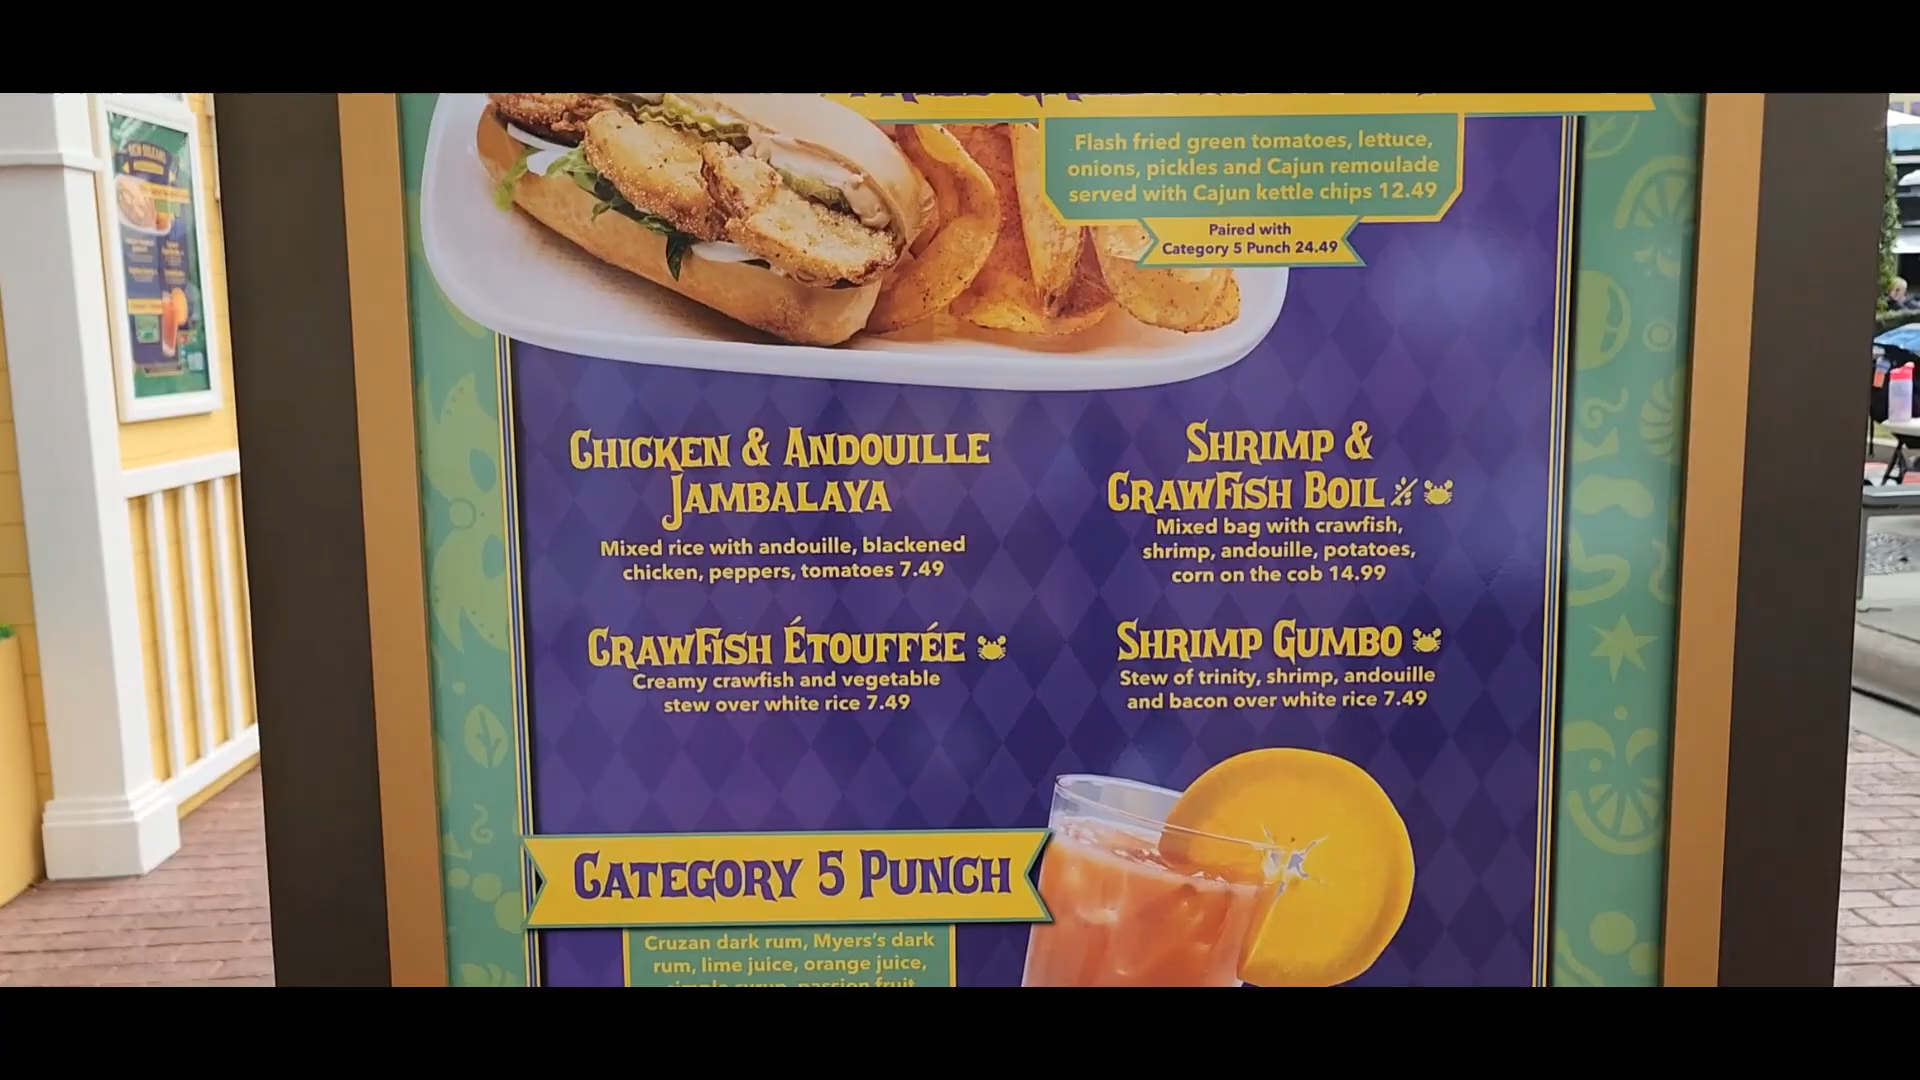 Flash fried green tomatoes, lettuce,
onions, pickles and Cajun remoulade
served with Cajun kettle chips 12.49
Paired with
Category 5 Punch 24.49
CHICKEN & ANDOUILLE
JAMBALAYA
Mixed rice with andouille, blackened
chicken, peppers, tomatoes 7.49
SHRIMP &
CRAWFISH BOIL
Mixed bag with crawfish,
shrimp, andouille, potatoes,
corn on the cob 14.99
CRAWFISH ÉTOUFFÉE
Creamy crawfish and vegetable
stew over white rice 7.49
SHRIMP GUMBO
Stew of trinity, shrimp, andouille
and bacon over white rice 7.49
CATEGORY 5 PUNCH
Cruzan dark rum, Myers's dark
rum, lime juice, orange juice,
simple syrup, passion fruit